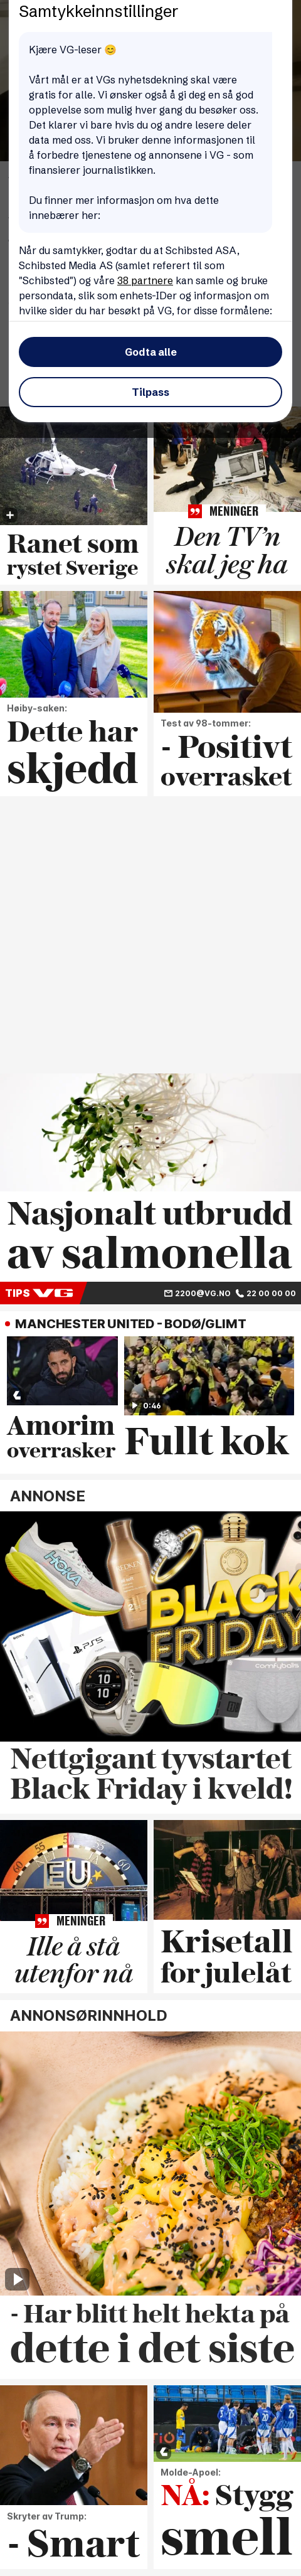 Samtykkeinnstillinger
Kjære VG-leser 😊
Vårt mål er at VGs nyhetsdekning skal være
gratis for alle. Vi ønsker også å gi deg en så god
opplevelse som mulig hver gang du besøker oss.
Det klarer vi bare hvis du og andre lesere deler
data med oss. Vi bruker denne informasjonen til
å forbedre tjenestene og annonsene i VG - som
finansierer journalistikken.
Du finner mer informasjon om hva dette
innebærer her:
Når du samtykker, godtar du at Schibsted ASA,
Schibsted Media AS (samlet referert til som
"Schibsted") og våre 38 partnere kan samle og bruke
persondata, slik som enhets-IDer og informasjon om
hvilke sider du har besøkt på VG, for disse formålene:
Godta alle
Tilpass
Ranet som
rystet Sverige
MENINGER
Den TV’n
skal jeg ha
Høiby-saken:
Dette har
skjedd
Test av 98-tommer:
- Positivt
overrasket
Nasjonalt utbrudd
av salmonella
TIPS VG 2200@VG.NO 22 00 00 00
MANCHESTER UNITED - BODØ/GLIMT
Amorim
overrasker
0:46
Fullt kok
ANNONSE
HOKA
PS5
BLACK
FRIDAY
comfyballs
Nettgigant tyvstartet
Black Friday i kveld!
EU
MENINGER
Ille å stå
utenfor nå
Krisetall
for julelåt
ANNONSØRINNHOLD
- Har blitt helt hekta på
dette i det siste
Skryter av Trump:
- Smart
Molde-Apoel:
NÅ: Stygg
smell